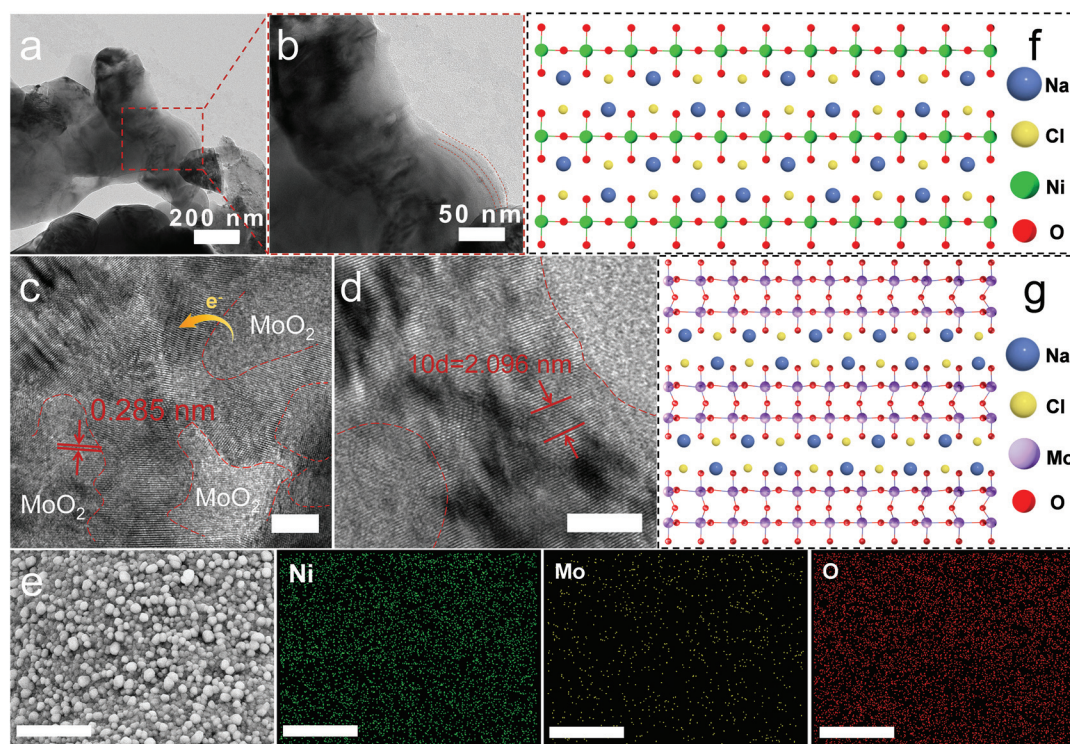 a
200 nm
b
50 nm
f
Na
Cl
Ni
O
c
e-
MoO2
0.285 nm
MoO2
MoO2
d
10d=2.096 nm
g
Na
Cl
Mo
O
e
Ni
Mo
O